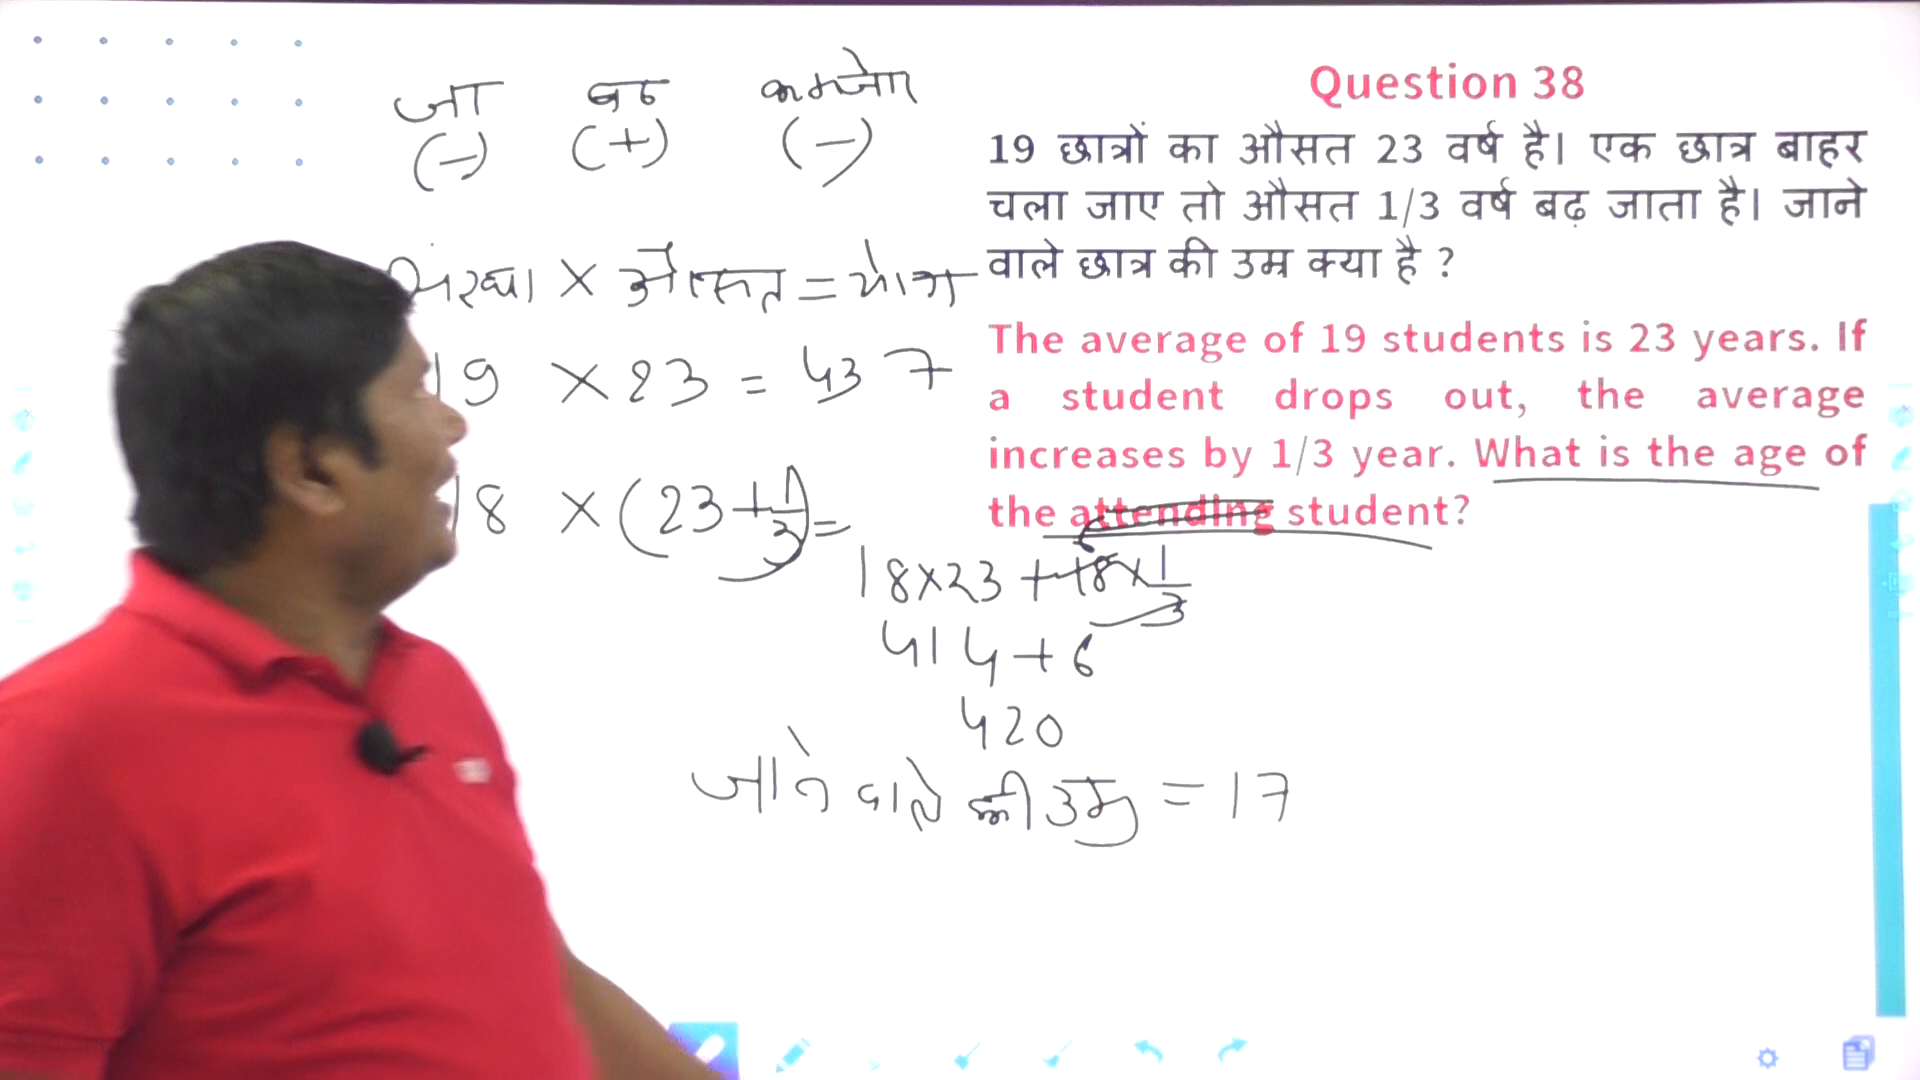 जा बढ़ कमजोर
(-) (+) (-)
संख्या × औसत = योग
19 × 23 = 437
18 × (23 + 1/3) =
18×23 + 18×1/3
414 + 6
420
जाने वाले की उम्र = 17
Question 38
19 छात्रों का औसत 23 वर्ष है। एक छात्र बाहर
चला जाए तो औसत 1/3 वर्ष बढ़ जाता है। जाने
वाले छात्र की उम्र क्या है ?
The average of 19 students is 23 years. If
a student drops out, the average
increases by 1/3 year. What is the age of
the attending student?